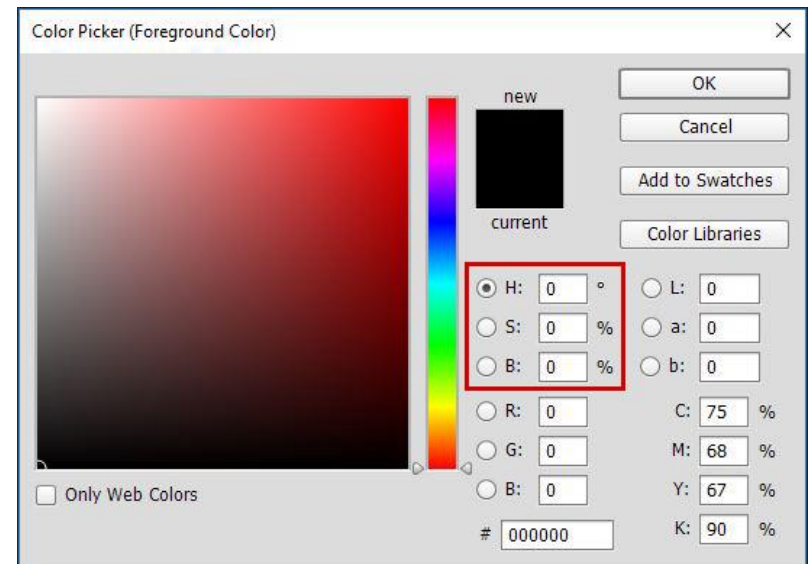 Color Picker (Foreground Color)
new
current
OK
Cancel
Add to Swatches
Color Libraries
H: 0 °
S: 0 %
B: 0 %
R: 0
G: 0
B: 0
# 000000
L: 0
a: 0
b: 0
C: 75 %
M: 68 %
Y: 67 %
K: 90 %
Only Web Colors